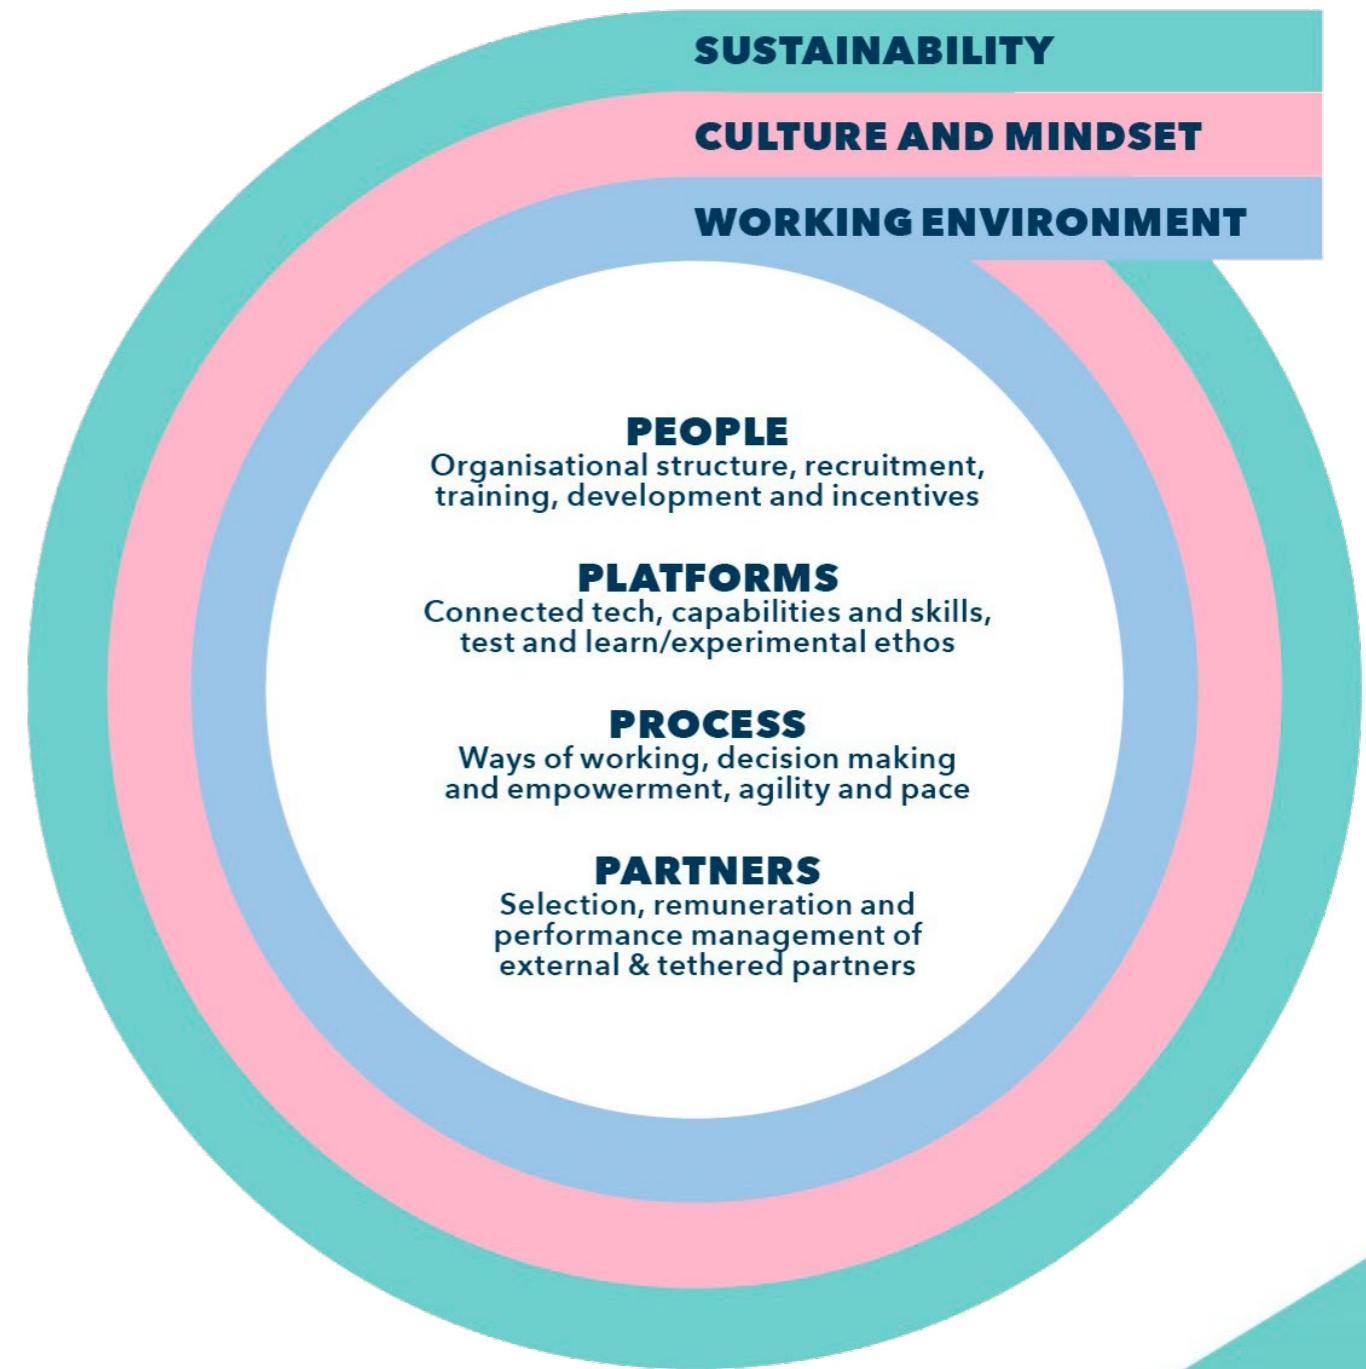 SUSTAINABILITY
CULTURE AND MINDSET
WORKING ENVIRONMENT
PEOPLE
Organisational structure, recruitment,
training, development and incentives
PLATFORMS
Connected tech, capabilities and skills,
test and learn/experimental ethos
PROCESS
Ways of working, decision making
and empowerment, agility and pace
PARTNERS
Selection, remuneration and
performance management of
external & tethered partners